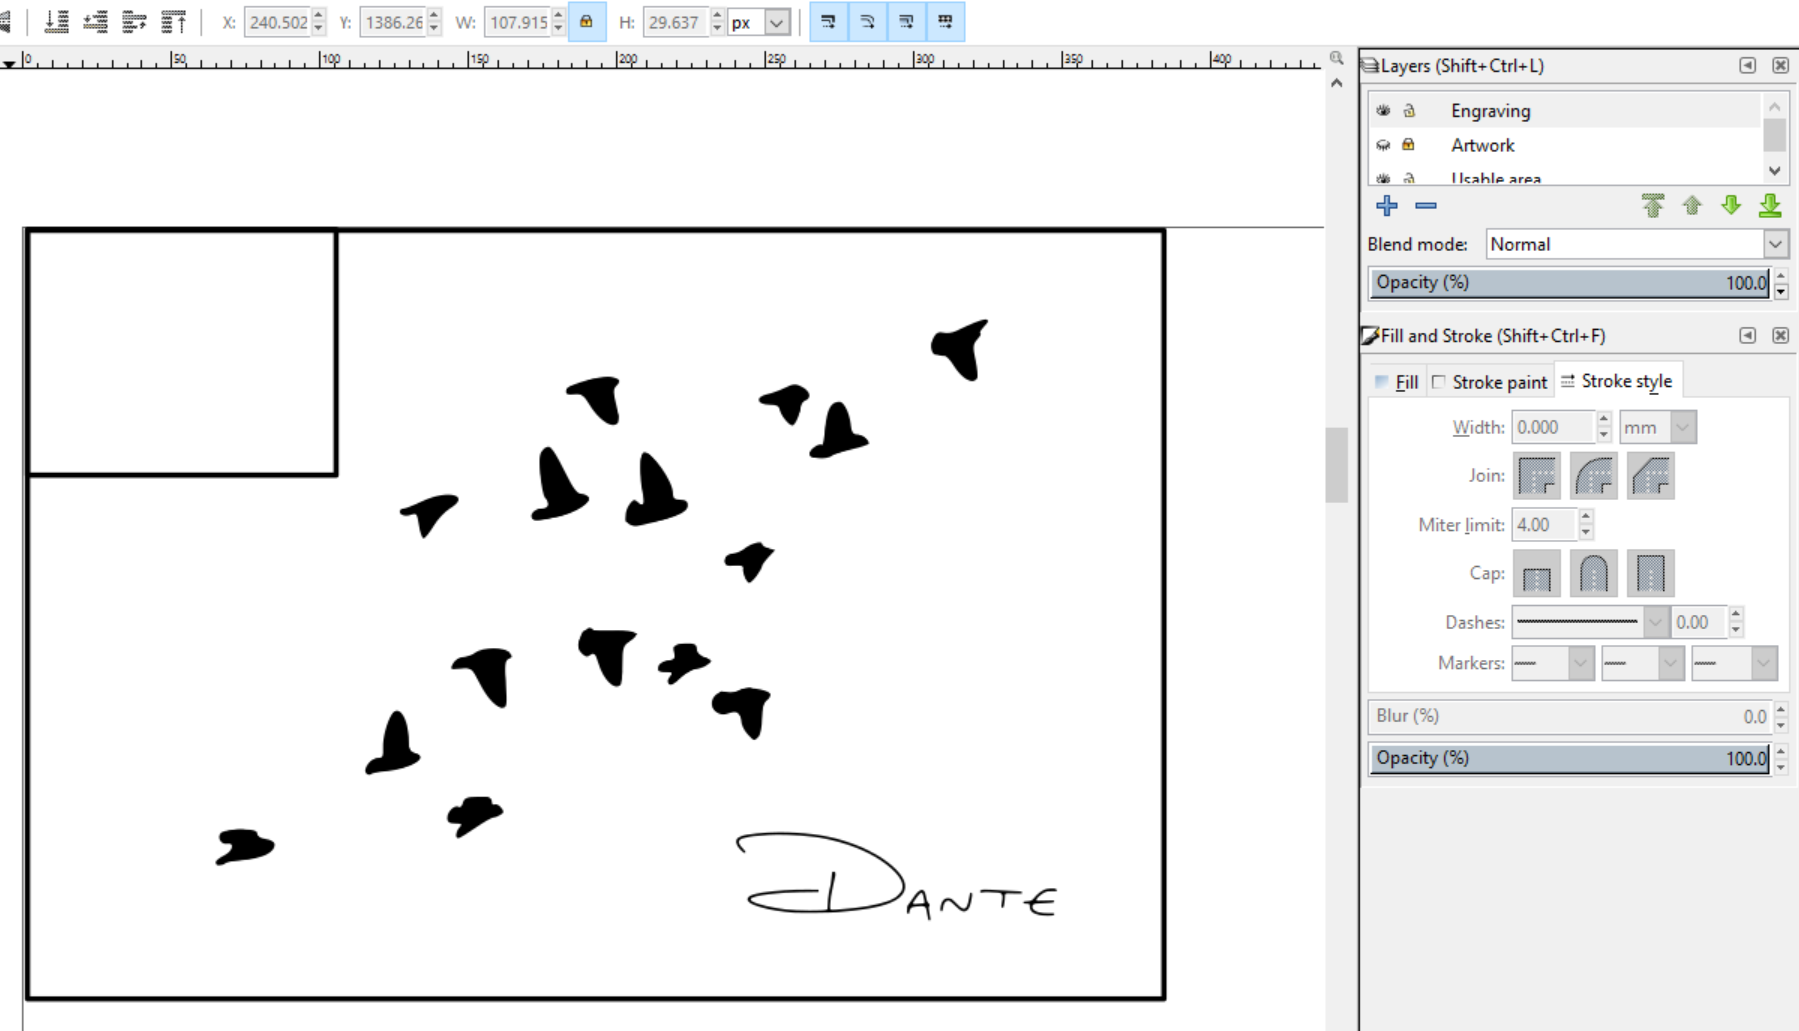 X: 240.502 Y: 1386.26 W: 107.915 H: 29.637 px
0 50 100 150 200 250 300 350 400
Layers (Shift+Ctrl+L)
Engraving
Artwork
Usable area
Blend mode: Normal
Opacity (%) 100.0
Fill and Stroke (Shift+Ctrl+F)
Fill Stroke paint Stroke style
Width: 0.000 mm
Join:
Miter limit: 4.00
Cap:
Dashes: 0.00
Markers:
Blur (%) 0.0
Opacity (%) 100.0
DANTE